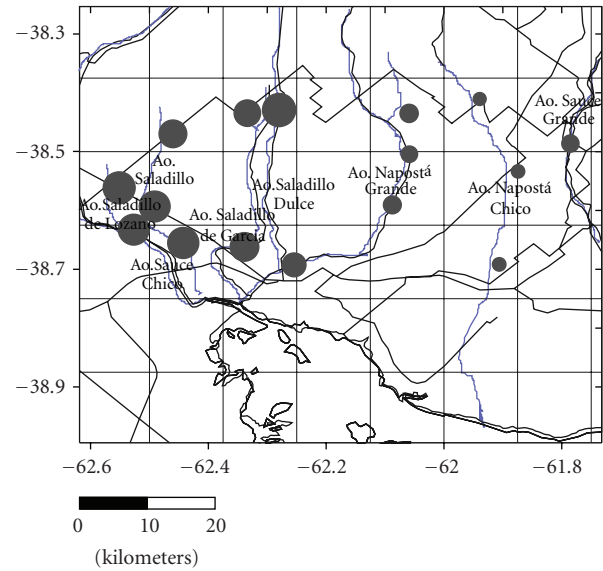 −38.3
−38.5
−38.7
−38.9
Ao. Sauce
Grande
Ao.
Saladillo
Ao. Napostá
Grande
Ao.Saladillo
Dulce
Ao. Napostá
Chico
Ao.Saladillo
de Lozano
Ao. Saladillo
de García
Ao.Sauce
Chico
−62.6
−62.4
−62.2
−62
−61.8
0
10
20
(kilometers)